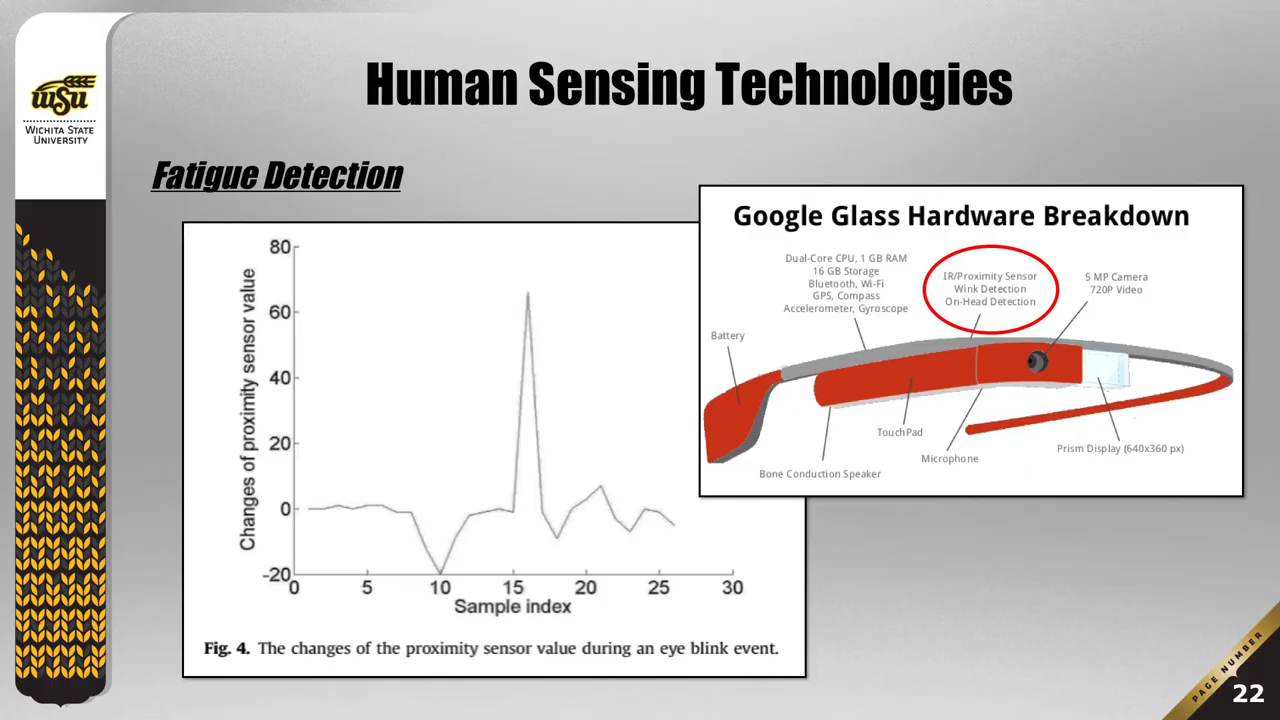 Human Sensing Technologies
WSU
WICHITA STATE
UNIVERSITY
Fatigue Detection
Google Glass Hardware Breakdown
Dual-Core CPU, 1 GB RAM
16 GB Storage
Bluetooth, Wi-Fi
GPS, Compass
Accelerometer, Gyroscope
IR/Proximity Sensor
Wink Detection
On-Head Detection
5 MP Camera
720P Video
Battery
TouchPad
Microphone
Prism Display (640x360 px)
Bone Conduction Speaker
Changes of proximity sensor value
80
60
40
20
0
-20
0 5 10 15 20 25 30
Sample index
Fig. 4. The changes of the proximity sensor value during an eye blink event.
PAGE NUMBER
22